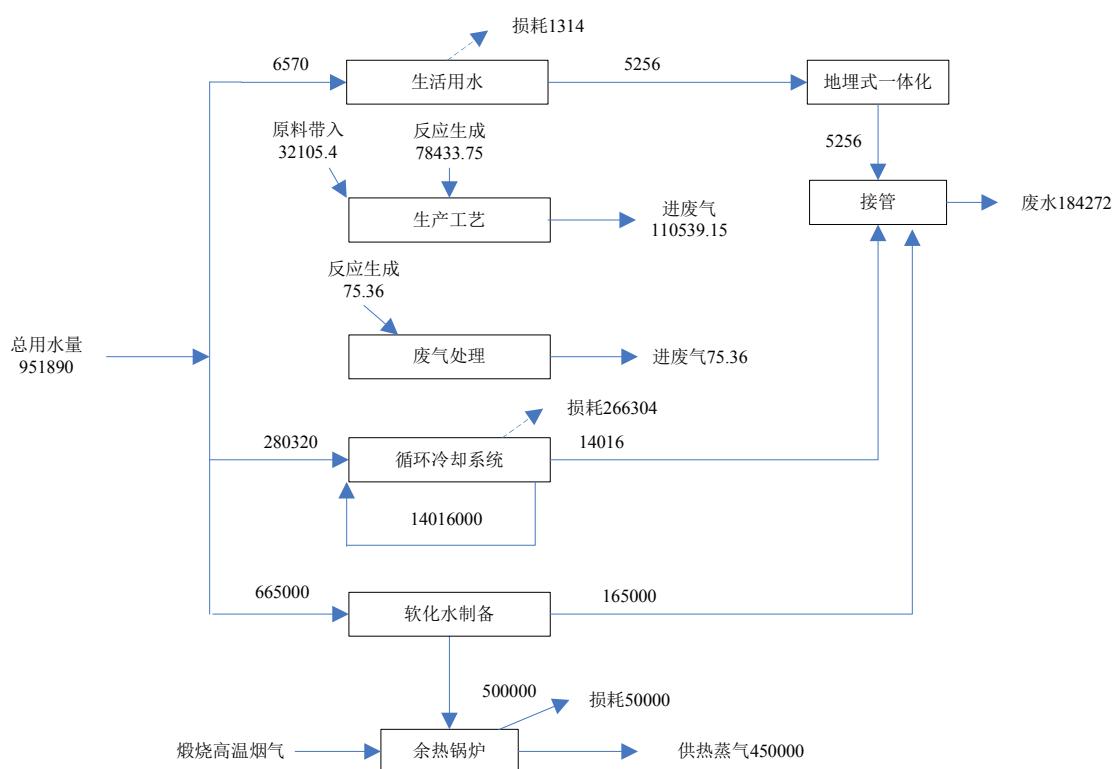 损耗1314
6570
生活用水
5256
地埋式一体化
原料带入
32105.4
反应生成
78433.75
5256
生产工艺
进废气
110539.15
接管
废水184272
反应生成
75.36
总用水量
951890
废气处理
进废气75.36
损耗266304
280320
循环冷却系统
14016
14016000
665000
软化水制备
165000
500000
损耗50000
煅烧高温烟气
余热锅炉
供热蒸气450000